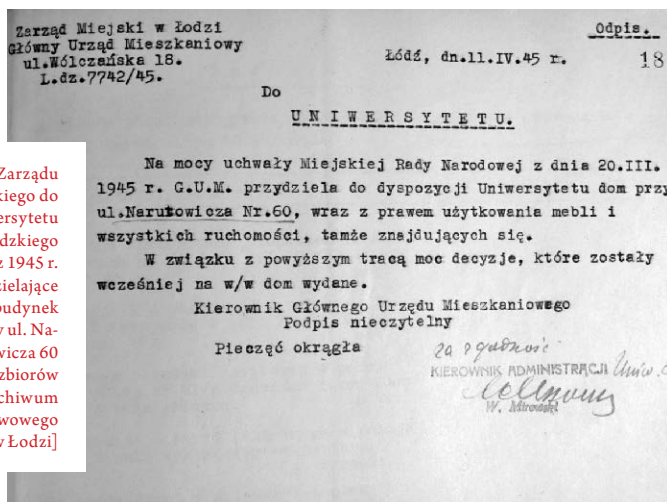 Zarząd Miejski w Łodzi
Główny Urząd Mieszkaniowy
ul.Wólczańska 18.
L.dz.7742/45.
Odpis.
Łódź, dn.11.IV.45 r.
18
Do
UNIWERSYTETU.
Na mocy uchwały Miejskiej Rady Narodowej z dnia 20.III.
1945 r. G.U.M. przydziela do dyspozycji Uniwersytetu dom przy
ul.Narutowicza Nr.60, wraz z prawem użytkowania mebli i
wszystkich ruchomości, tamże znajdujących się.
W związku z powyższym tracą moc decyzje, które zostały
wcześniej na w/w dom wydane.
Kierownik Głównego Urzędu Mieszkaniowego
Podpis nieczytelny
Pieczęć okrągła
za zgodność
KIEROWNIK ADMINISTRACJI Uniw.
W. Mitrowski
Zarządu
kiego do
ersytetu
dzkiego
z 1945 r.
zielające
budynek
y ul. Na-
wicza 60
zbiorów
chiwum
wowego
w Łodzi]